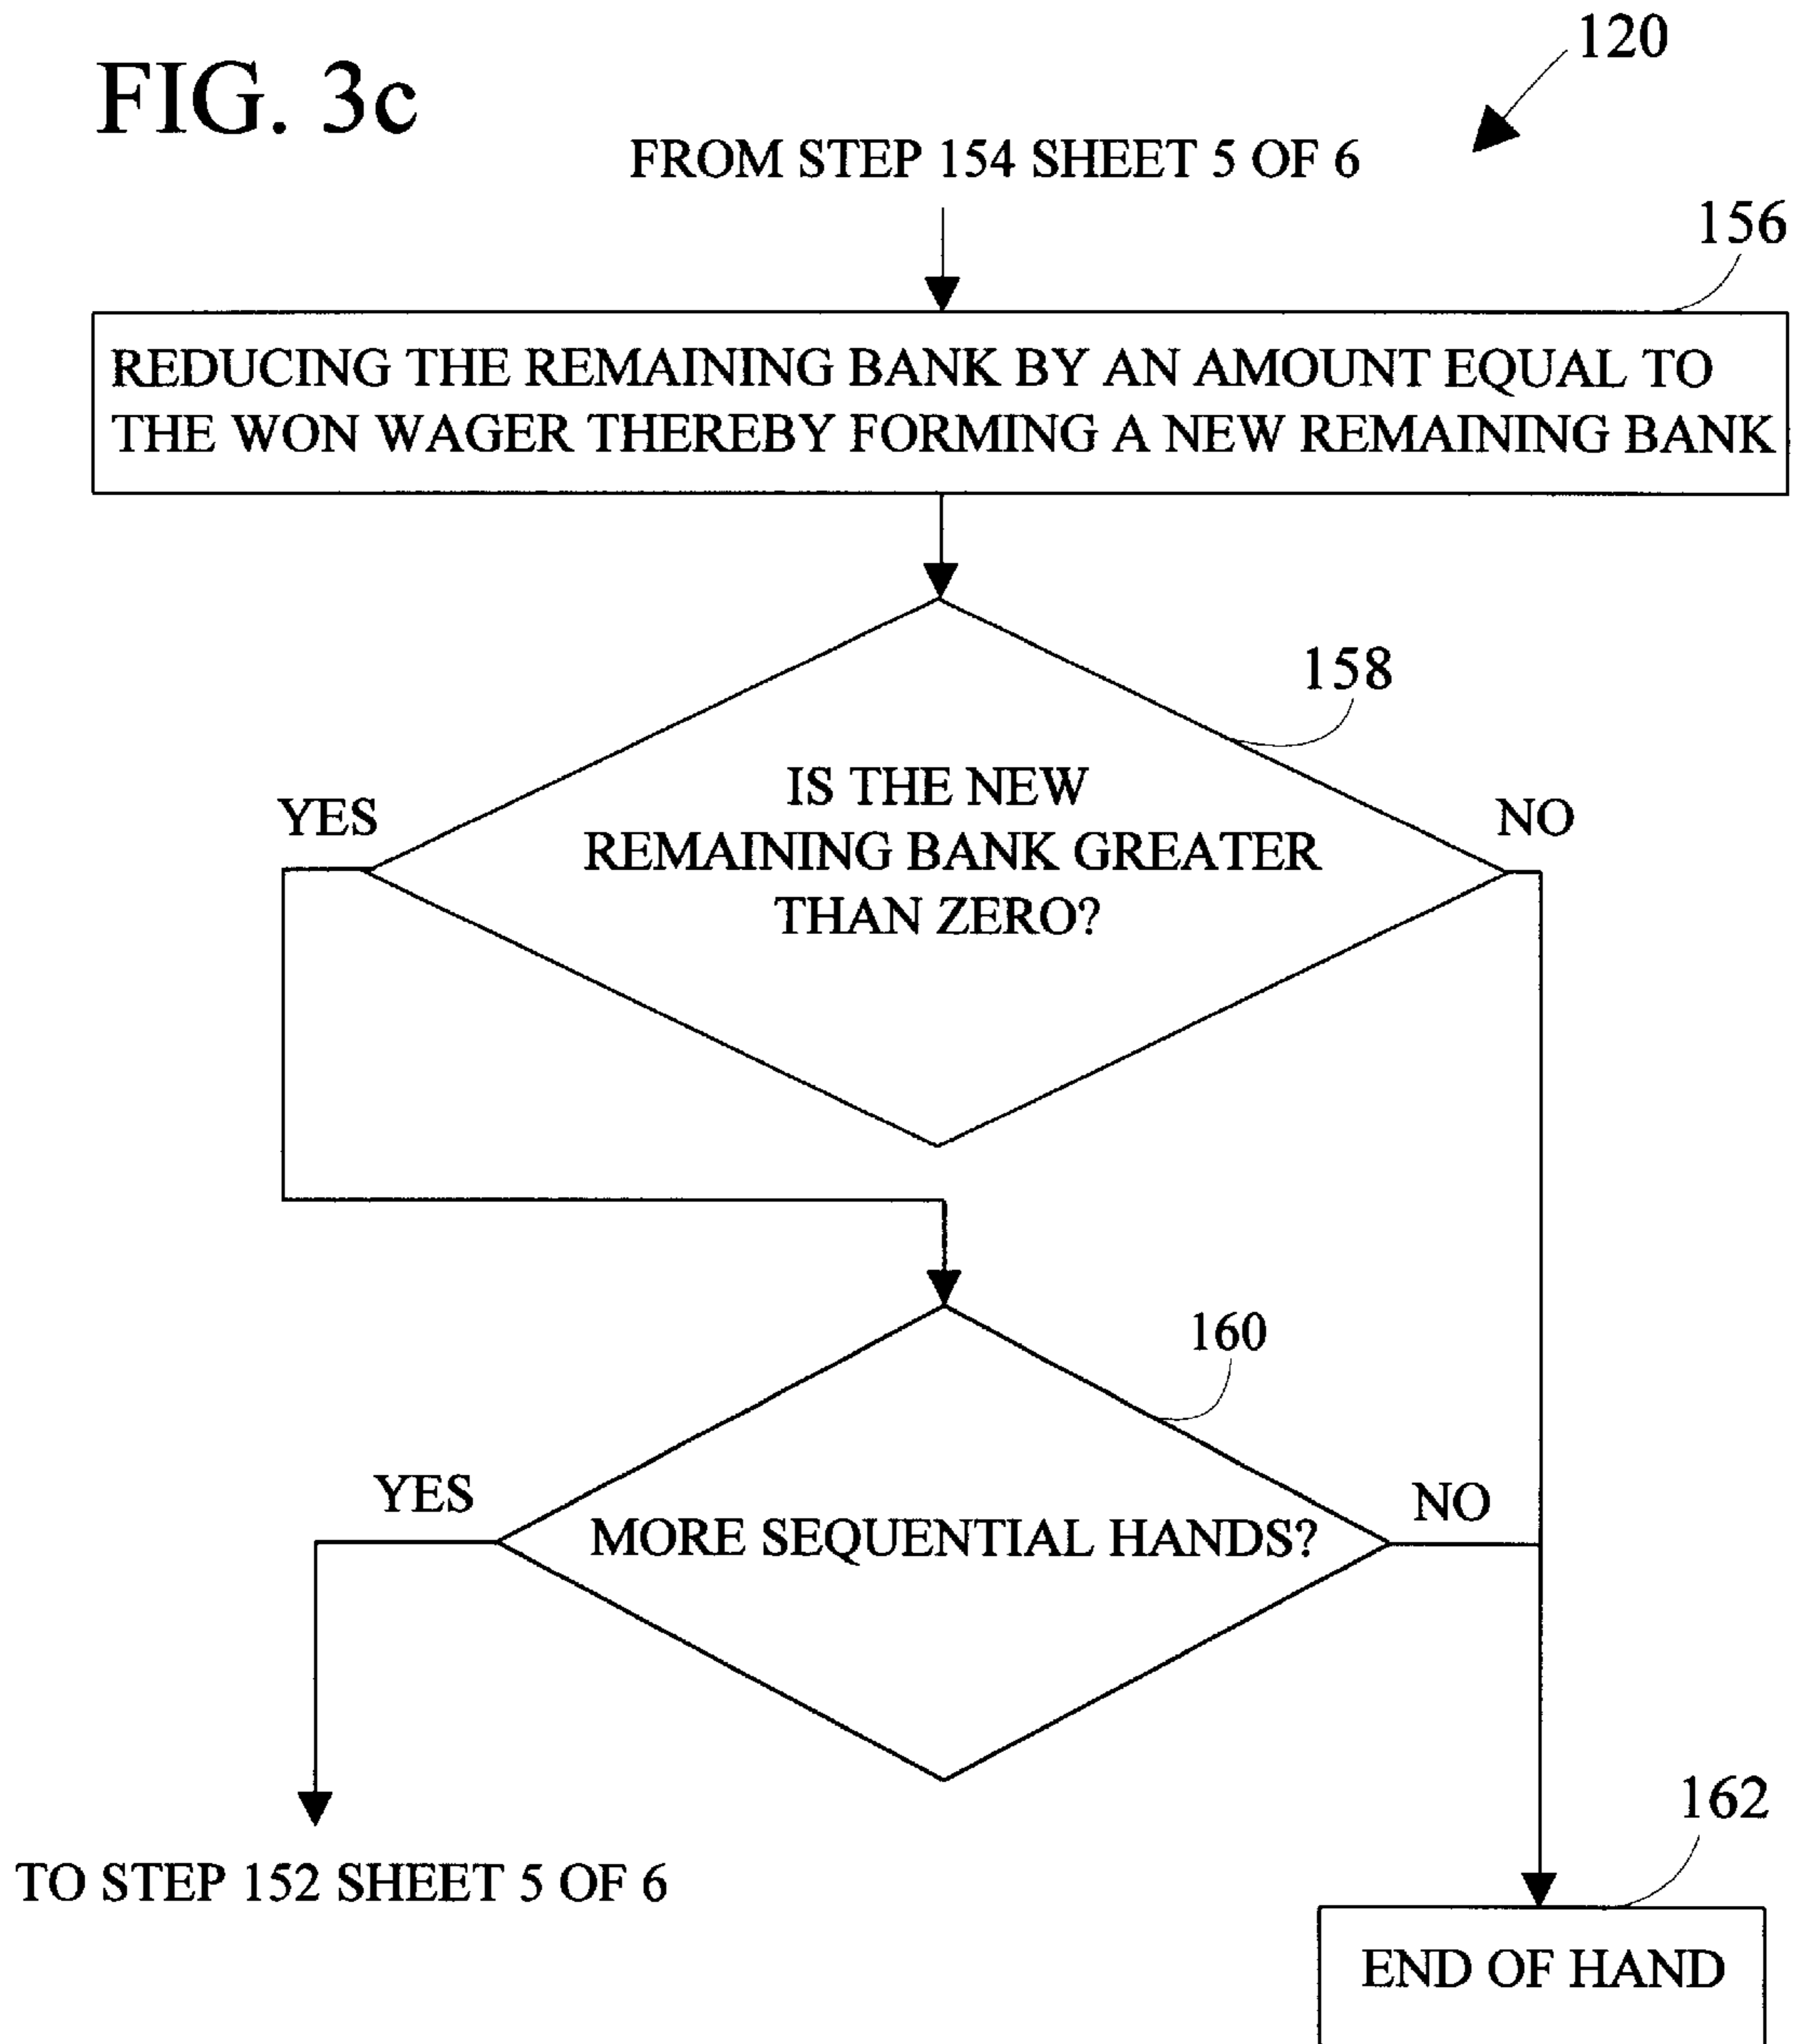 FIG. 3c
120
FROM STEP 154 SHEET 5 OF 6
156
REDUCING THE REMAINING BANK BY AN AMOUNT EQUAL TO
THE WON WAGER THEREBY FORMING A NEW REMAINING BANK
158
IS THE NEW
REMAINING BANK GREATER
THAN ZERO?
YES
NO
160
MORE SEQUENTIAL HANDS?
YES
NO
TO STEP 152 SHEET 5 OF 6
162
END OF HAND